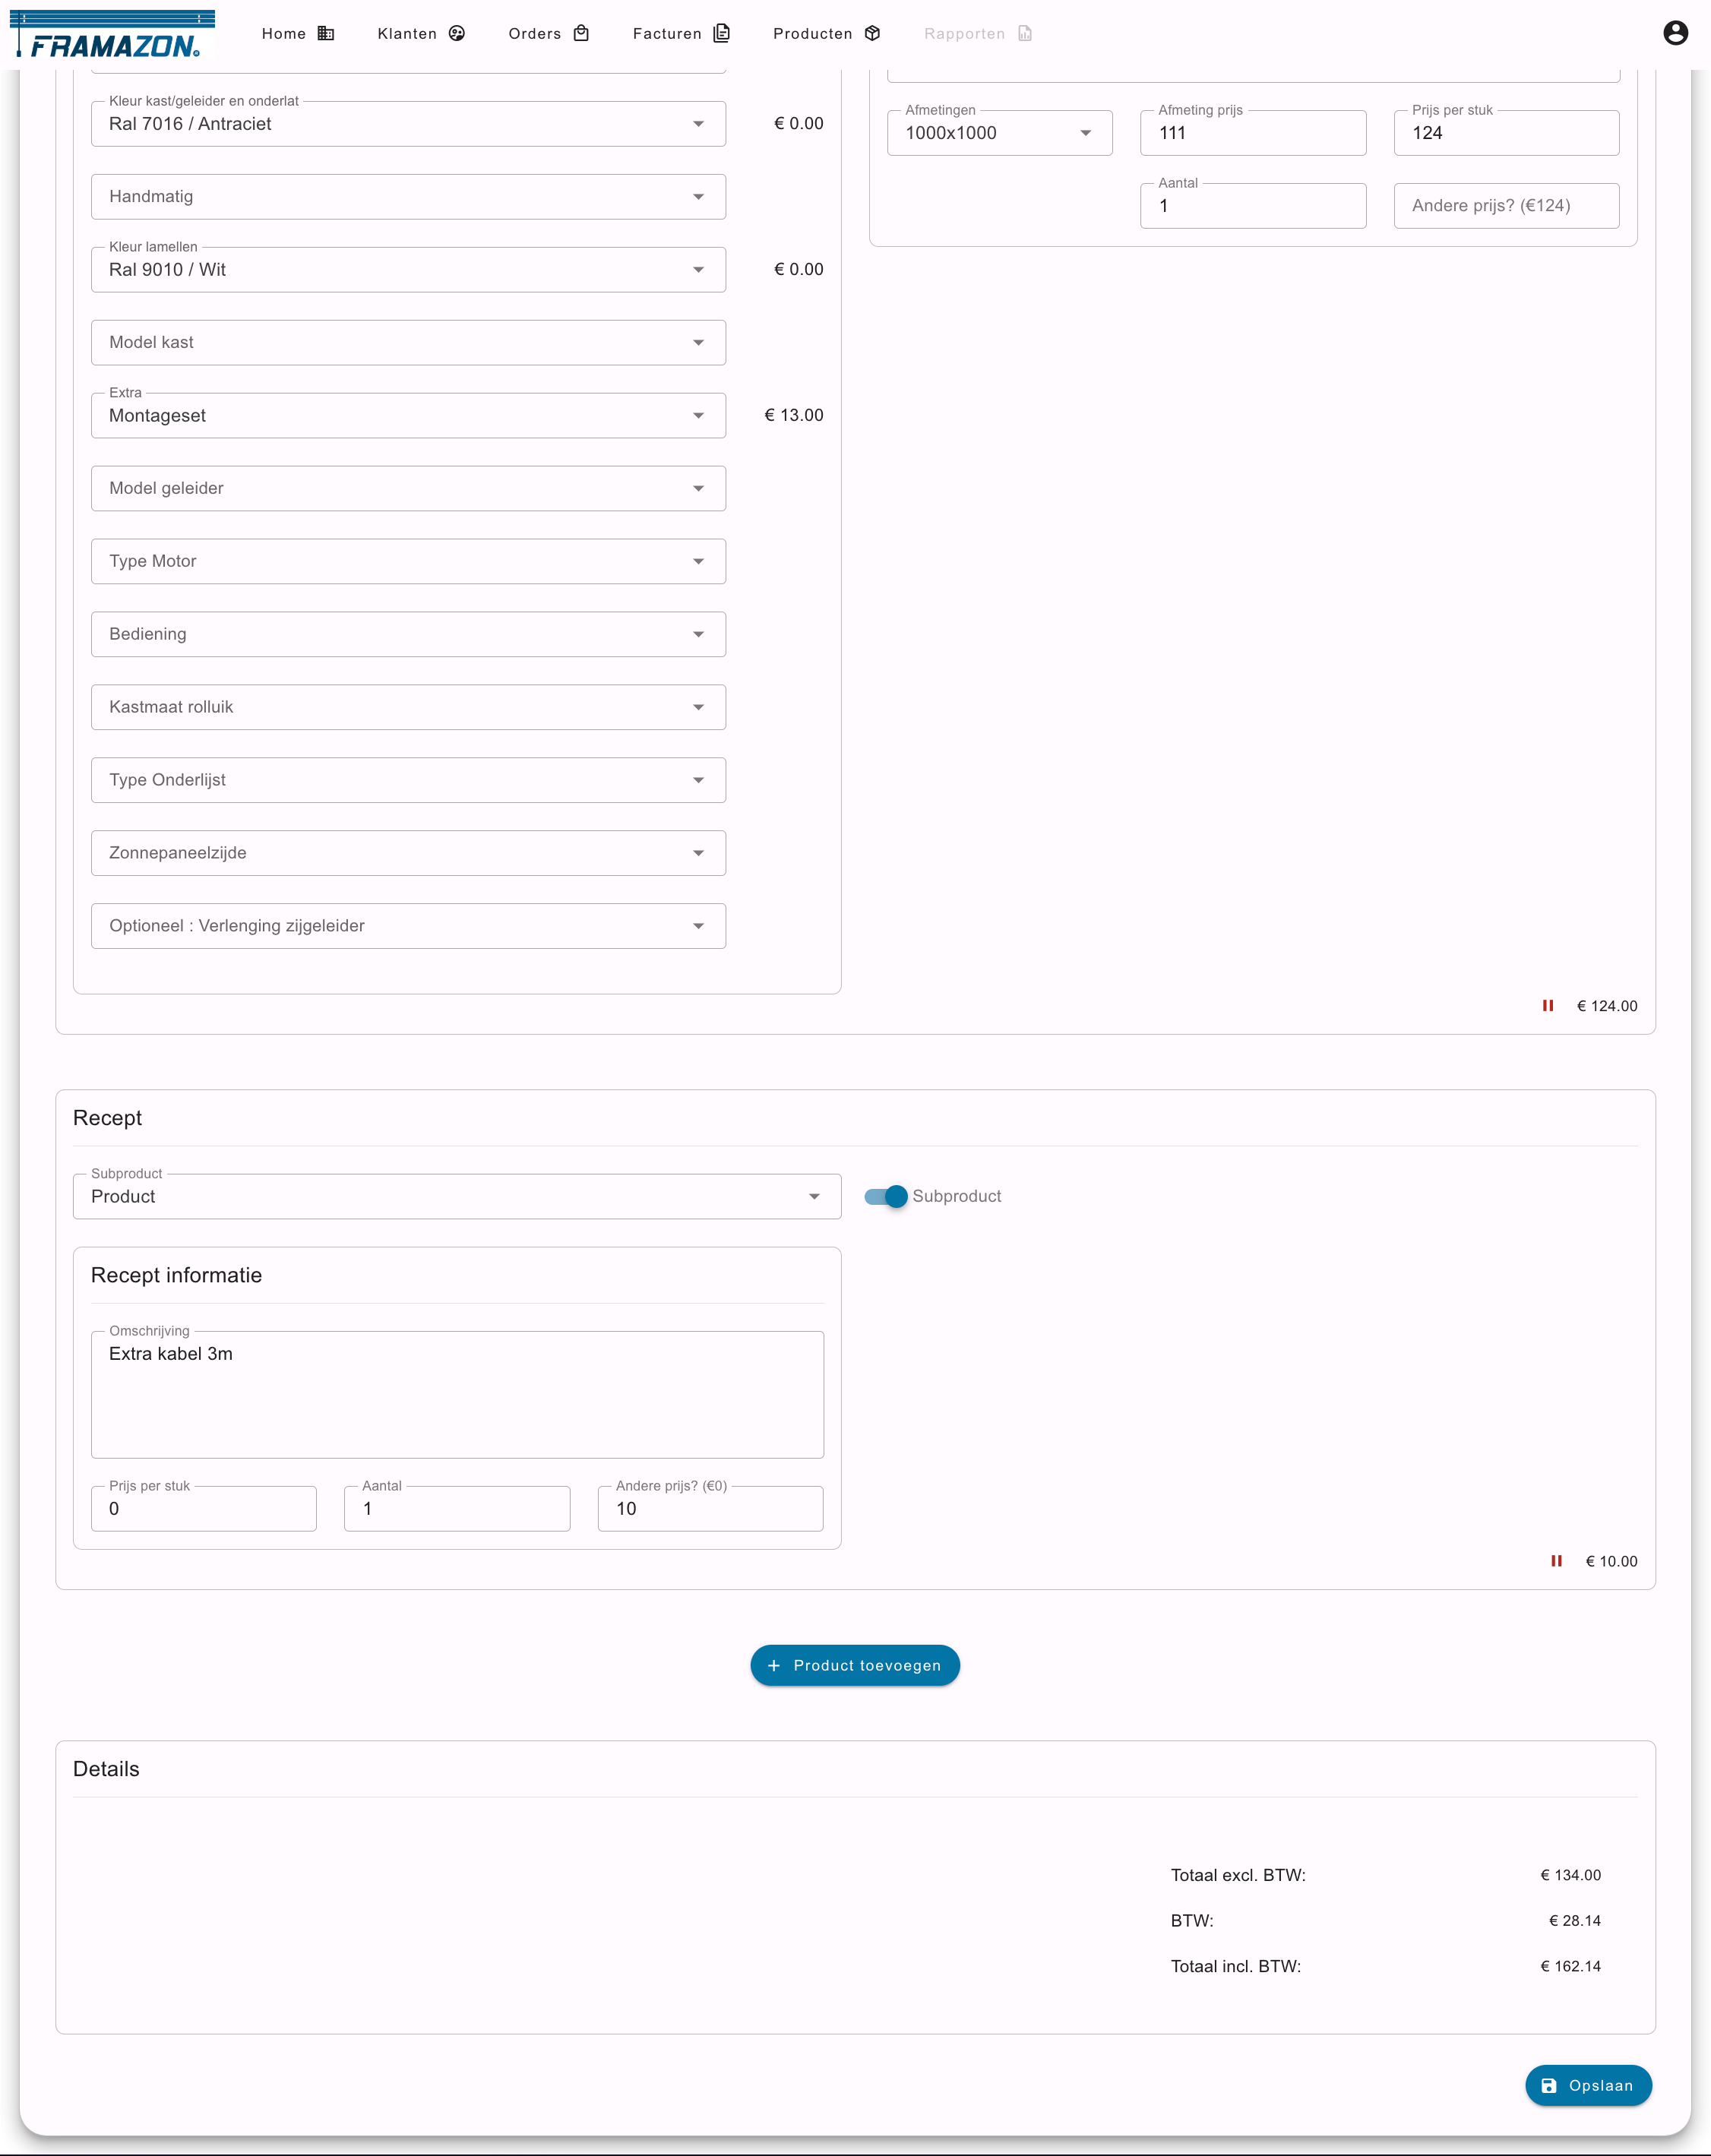 FRAMAZON.
Home Klanten Orders Facturen Producten Rapporten
Kleur kast/geleider en onderlat
Ral 7016 / Antraciet
€ 0.00
Handmatig
Kleur lamellen
Ral 9010 / Wit
€ 0.00
Model kast
Extra
Montageset
€ 13.00
Model geleider
Type Motor
Bediening
Kastmaat rolluik
Type Onderlijst
Zonnepaneelzijde
Optioneel : Verlenging zijgeleider
Afmetingen
1000x1000
Afmeting prijs
111
Prijs per stuk
124
Aantal
1
Andere prijs? (€124)
€ 124.00
Recept
Subproduct
Product
Subproduct
Recept informatie
Omschrijving
Extra kabel 3m
Prijs per stuk
0
Aantal
1
Andere prijs? (€0)
10
€ 10.00
Product toevoegen
Details
Totaal excl. BTW: € 134.00
BTW: € 28.14
Totaal incl. BTW: € 162.14
Opslaan